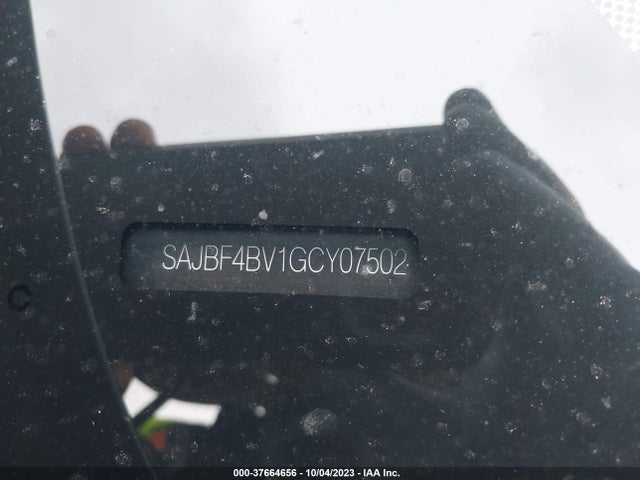 SAJBF4BV1GCY07502
000-37664656 - 10/04/2023 - IAA Inc.